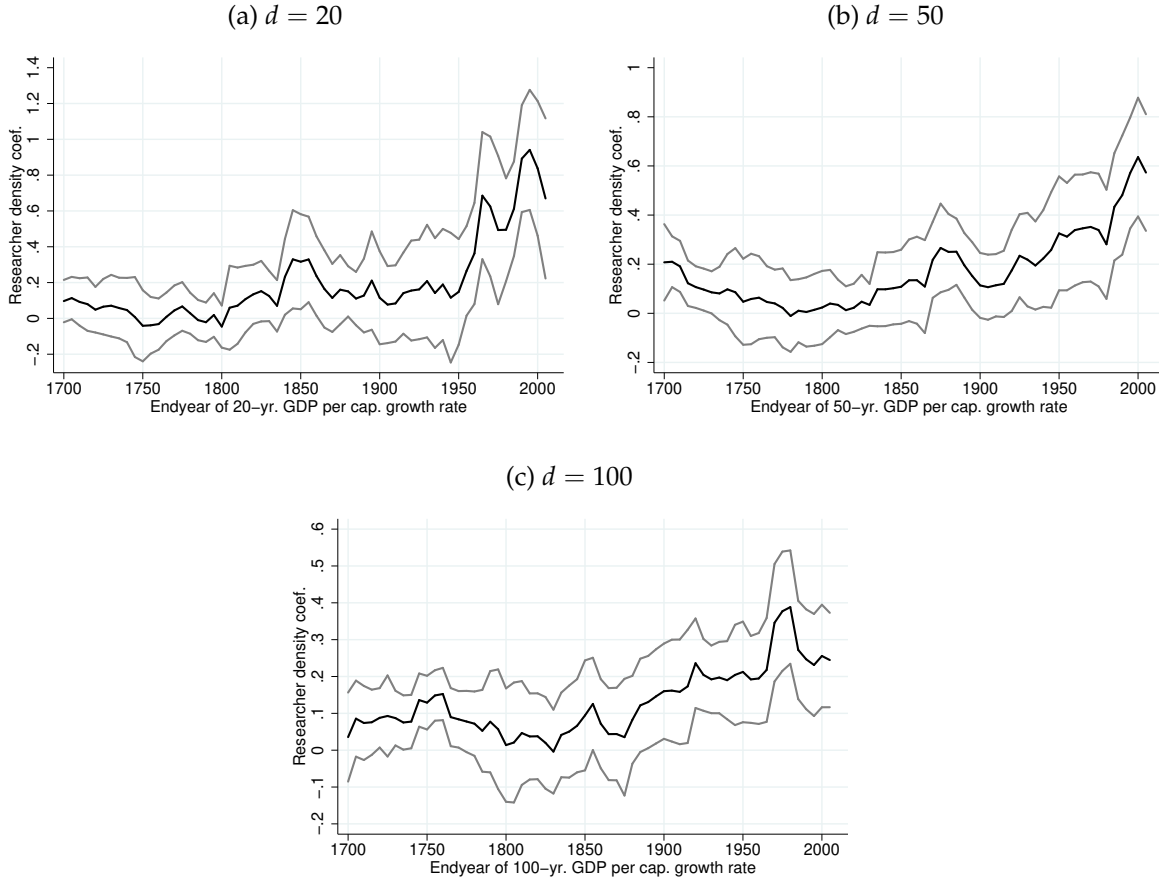 (a) d = 20
Researcher density coef.
1.4
1.2
1
.8
.6
.4
.2
0
−.2
1700 1750 1800 1850 1900 1950 2000
Endyear of 20−yr. GDP per cap. growth rate
(b) d = 50
Researcher density coef.
1
.8
.6
.4
.2
0
−.2
1700 1750 1800 1850 1900 1950 2000
Endyear of 50−yr. GDP per cap. growth rate
(c) d = 100
Researcher density coef.
.6
.5
.4
.3
.2
.1
0
−.1
−.2
1700 1750 1800 1850 1900 1950 2000
Endyear of 100−yr. GDP per cap. growth rate